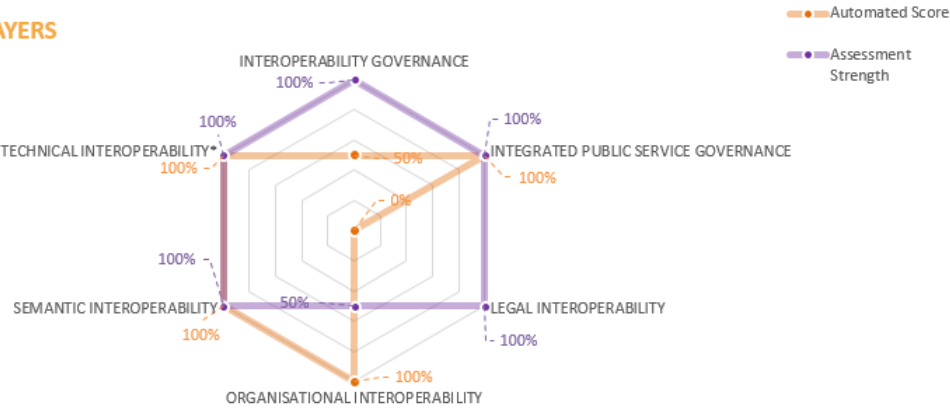 AYERS
Automated Score
Assessment
Strength
INTEROPERABILITY GOVERNANCE
100%
100%
100%
TECHNICAL INTEROPERABILITY*
50%
INTEGRATED PUBLIC SERVICE GOVERNANCE
100%
100%
0%
100%
50%
SEMANTIC INTEROPERABILITY
LEGAL INTEROPERABILITY
100%
100%
100%
ORGANISATIONAL INTEROPERABILITY